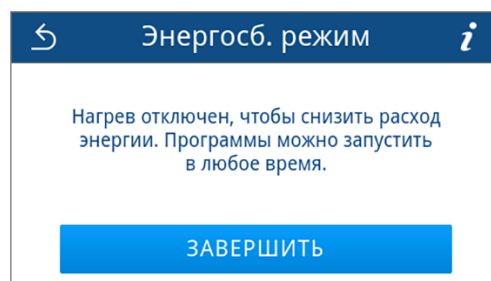 Энергосб. режим i
Нагрев отключен, чтобы снизить расход
энергии. Программы можно запустить
в любое время.
ЗАВЕРШИТЬ